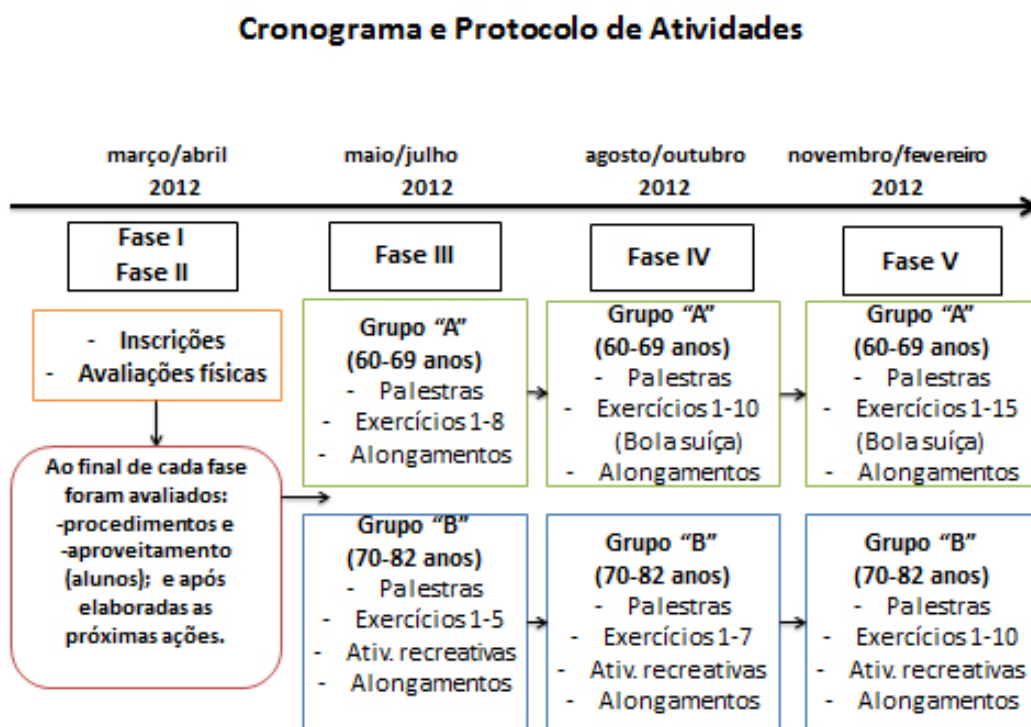 Cronograma e Protocolo de Atividades
março/abril
2012
maio/julho
2012
agosto/outubro
2012
novembro/fevereiro
2012
Fase I
Fase II
Fase III
Fase IV
Fase V
- Inscrições
- Avaliações físicas
Ao final de cada fase
foram avaliados:
-procedimentos e
-aproveitamento
(alunos); e após
elaboradas as
próximas ações.
Grupo “A”
(60-69 anos)
- Palestras
- Exercícios 1-8
- Alongamentos
Grupo “A”
(60-69 anos)
- Palestras
- Exercícios 1-10
(Bola suíça)
- Alongamentos
Grupo “A”
(60-69 anos)
- Palestras
- Exercícios 1-15
(Bola suíça)
- Alongamentos
Grupo “B”
(70-82 anos)
- Palestras
- Exercícios 1-5
- Ativ. recreativas
- Alongamentos
Grupo “B”
(70-82 anos)
- Palestras
- Exercícios 1-7
- Ativ. recreativas
- Alongamentos
Grupo “B”
(70-82 anos)
- Palestras
- Exercícios 1-10
- Ativ. recreativas
- Alongamentos